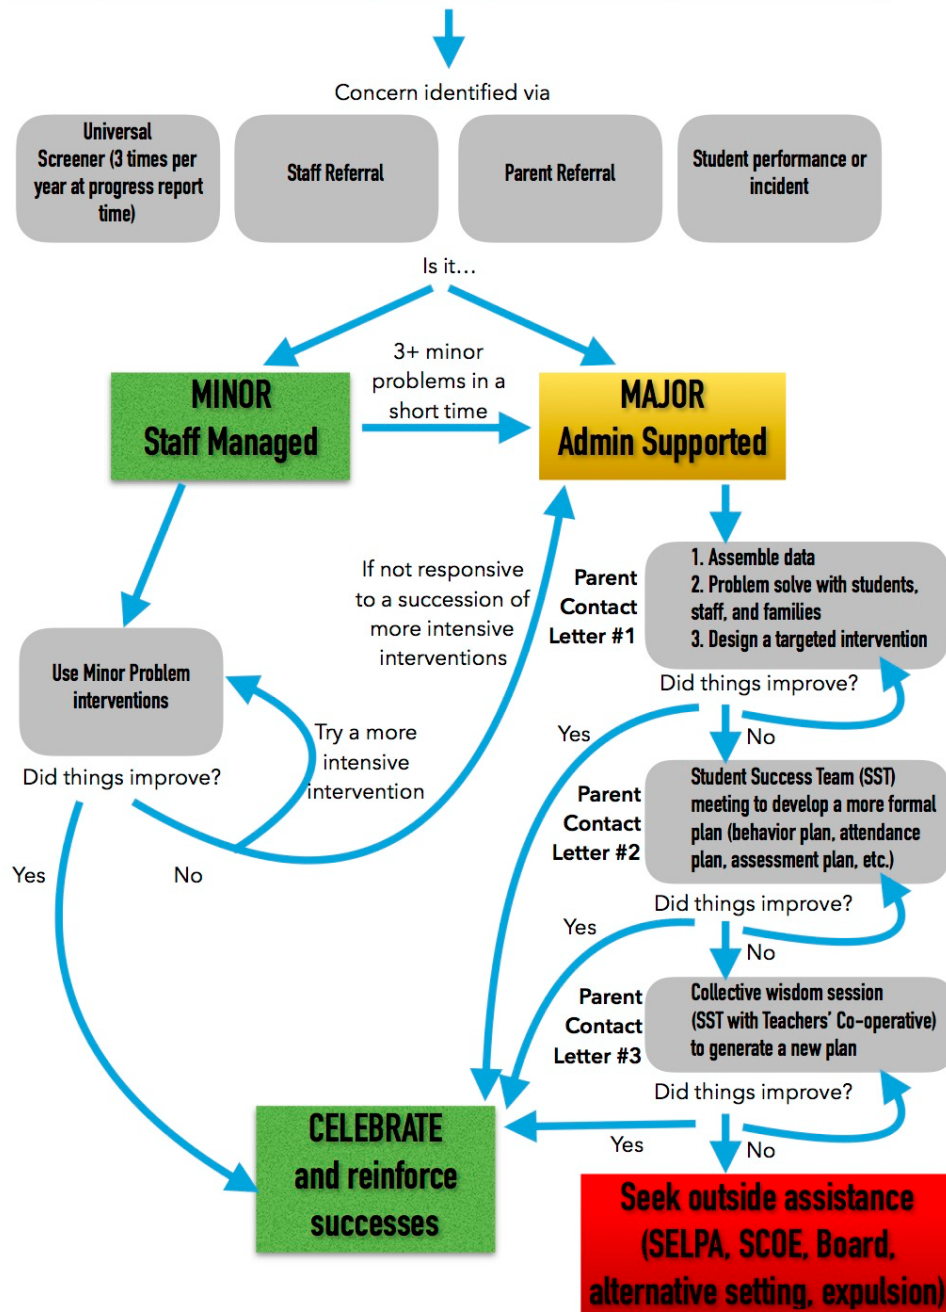 Concern identified via
Universal
Screener (3 times per
year at progress report
time)
Staff Referral
Parent Referral
Student performance or
incident
Is it…
MINOR
Staff Managed
3+ minor
problems in a
short time
MAJOR
Admin Supported
If not responsive
to a succession of
more intensive
interventions
Parent
Contact
Letter #1
1. Assemble data
2. Problem solve with students,
staff, and families
3. Design a targeted intervention
Use Minor Problem
interventions
Did things improve?
Try a more
intensive
intervention
Yes
No
Did things improve?
Yes
No
Parent
Contact
Letter #2
Student Success Team (SST)
meeting to develop a more formal
plan (behavior plan, attendance
plan, assessment plan, etc.)
Did things improve?
Yes
No
Parent
Contact
Letter #3
Collective wisdom session
(SST with Teachers' Co-operative)
to generate a new plan
Did things improve?
Yes
No
CELEBRATE
and reinforce
successes
Seek outside assistance
(SELPA, SCOE, Board,
alternative setting, expulsion)